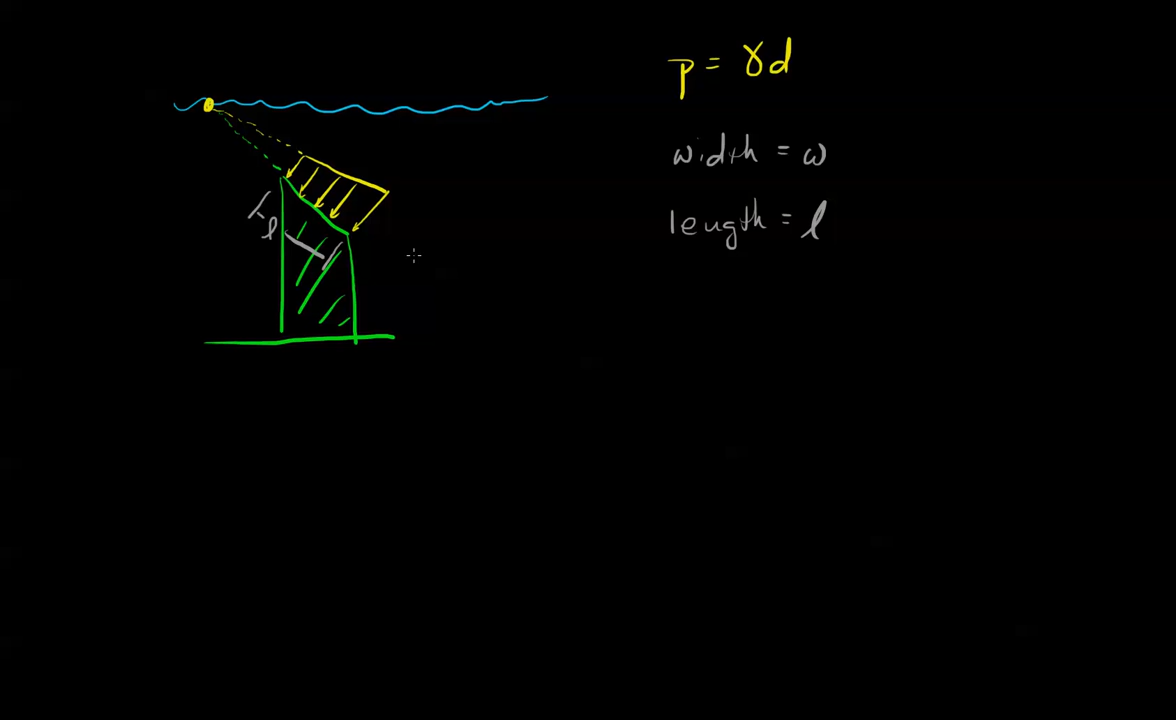 p = γd
width = ω
length = l
l